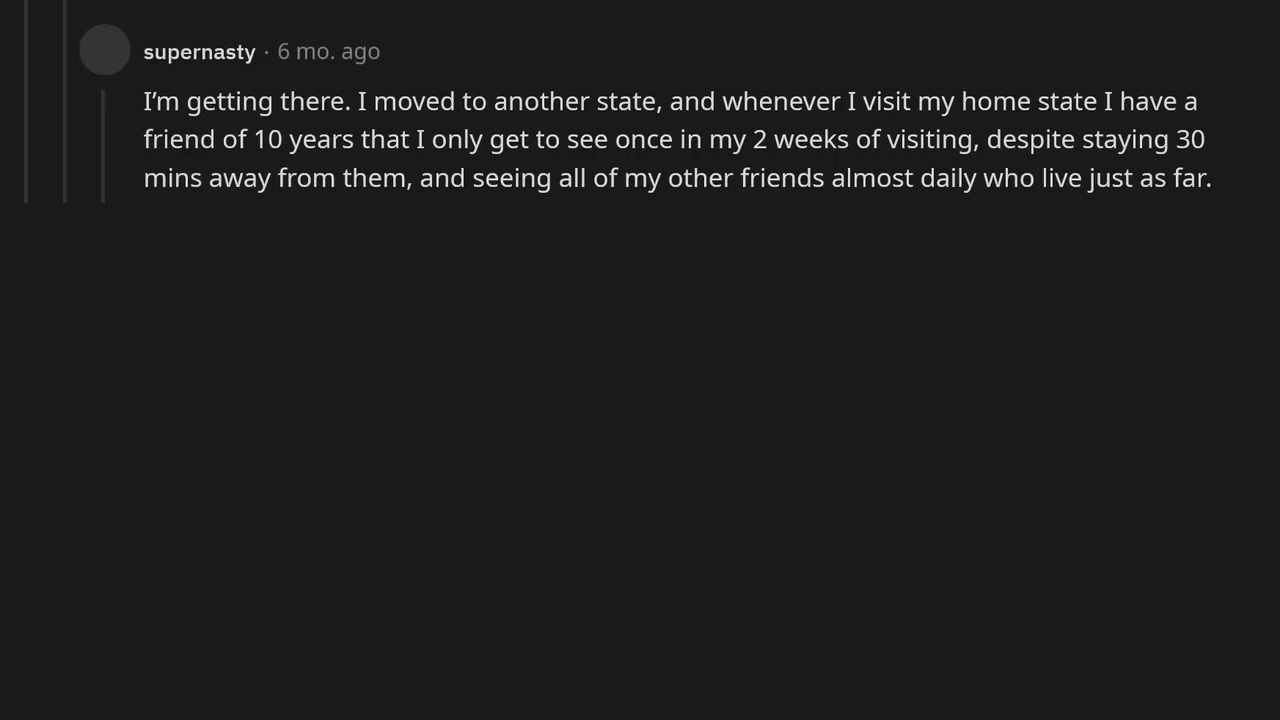 supernasty · 6 mo. ago
I’m getting there. I moved to another state, and whenever I visit my home state I have a
friend of 10 years that I only get to see once in my 2 weeks of visiting, despite staying 30
mins away from them, and seeing all of my other friends almost daily who live just as far.